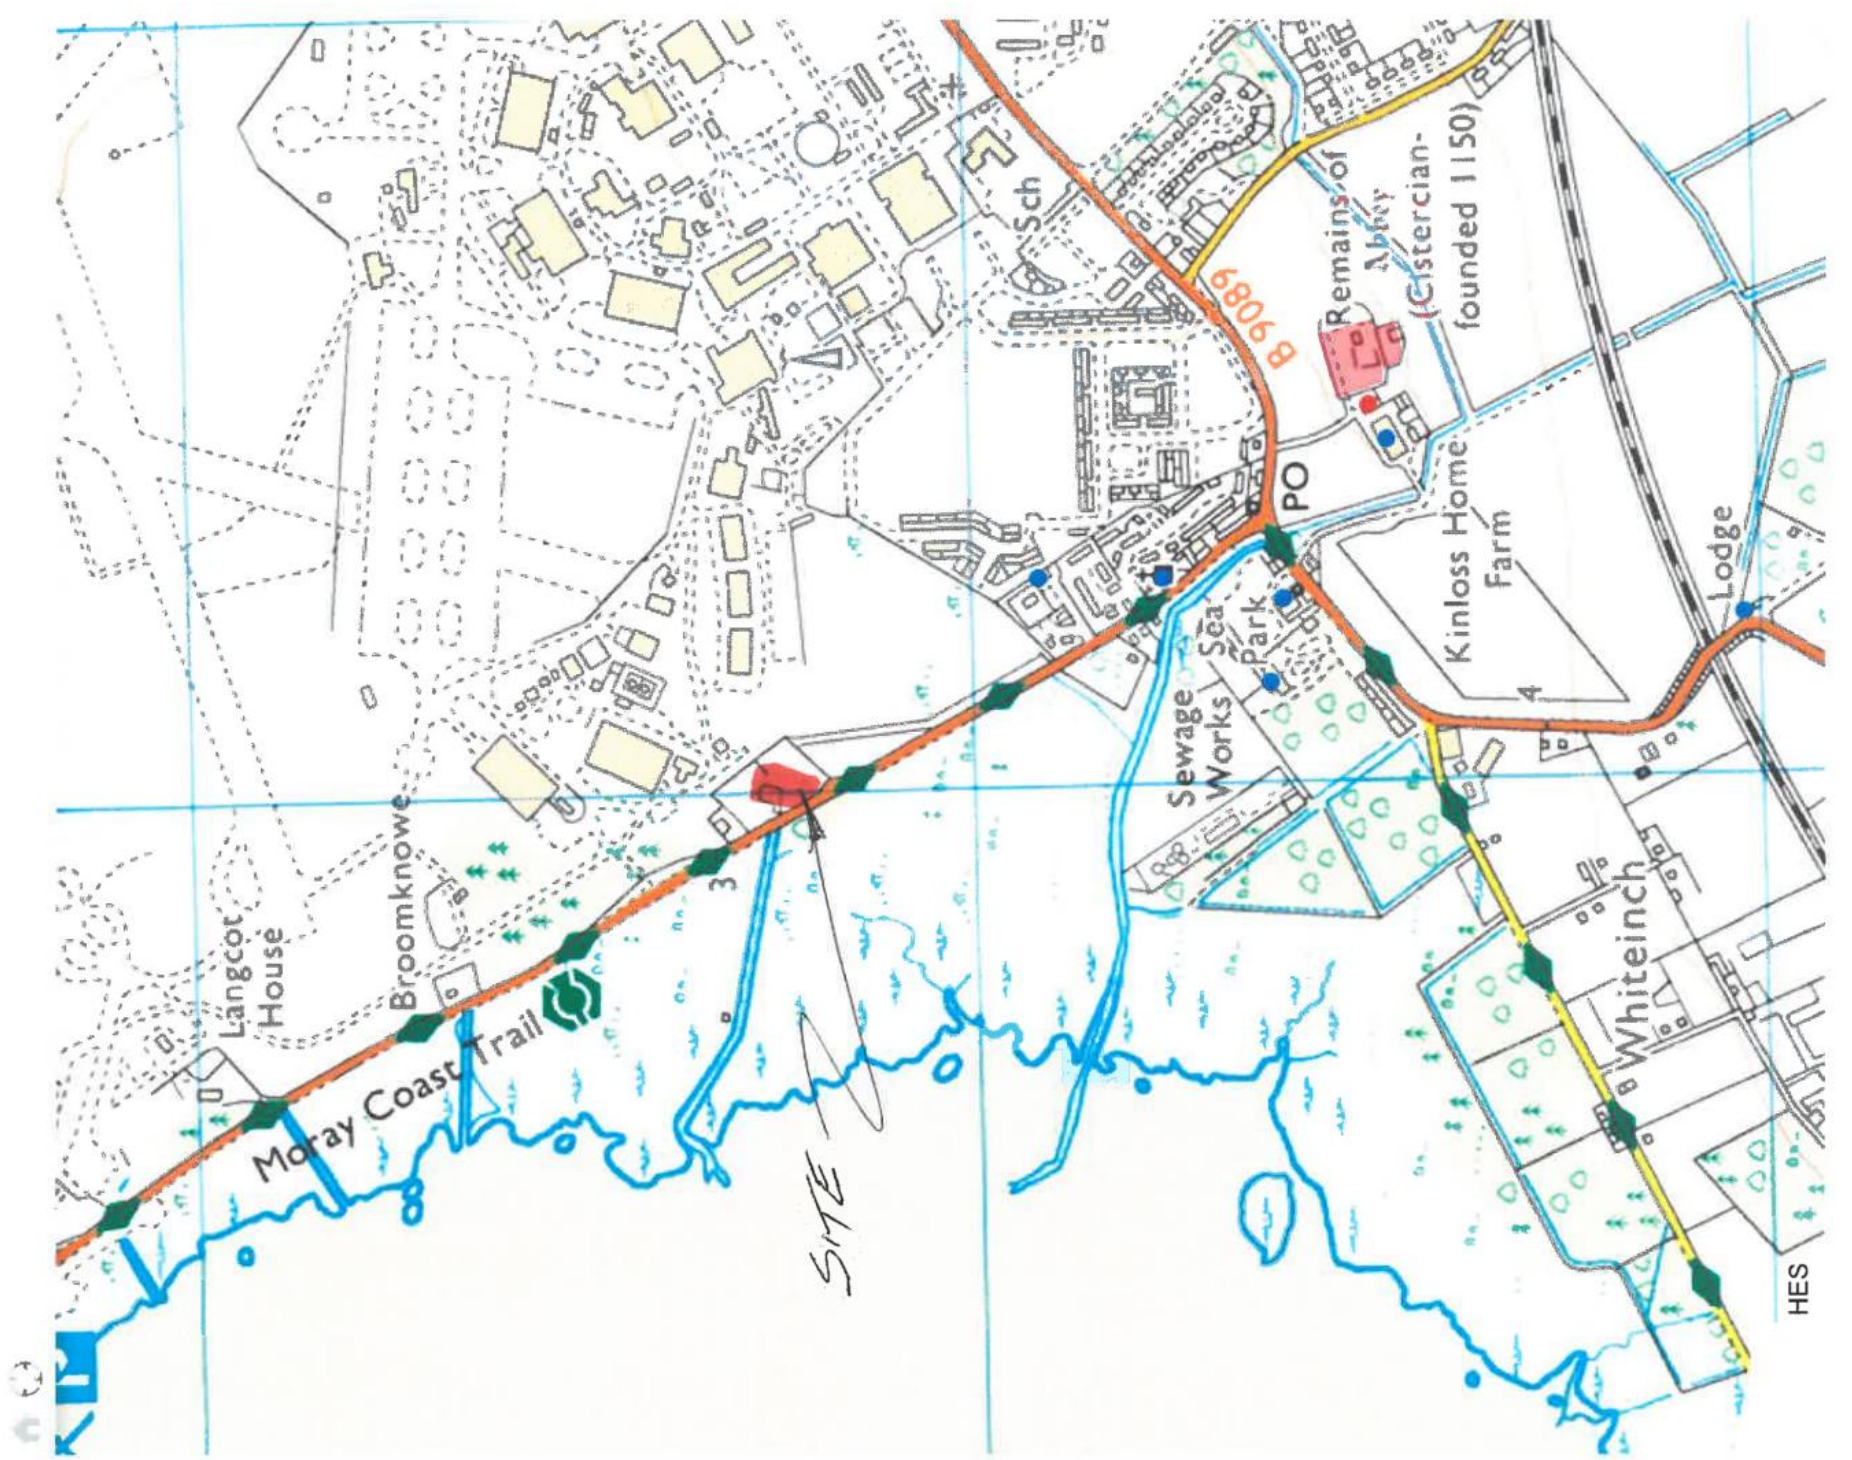 Sch
B 9089
Remains of
Abbey
(Cistercian-
founded 1150)
PO
Kinloss Home
Farm
Lodge
Sea
Park
Sewage
Works
4
3
Langcot
House
Broomknowe
Moray Coast Trail
SITE
Whiteinch
HES